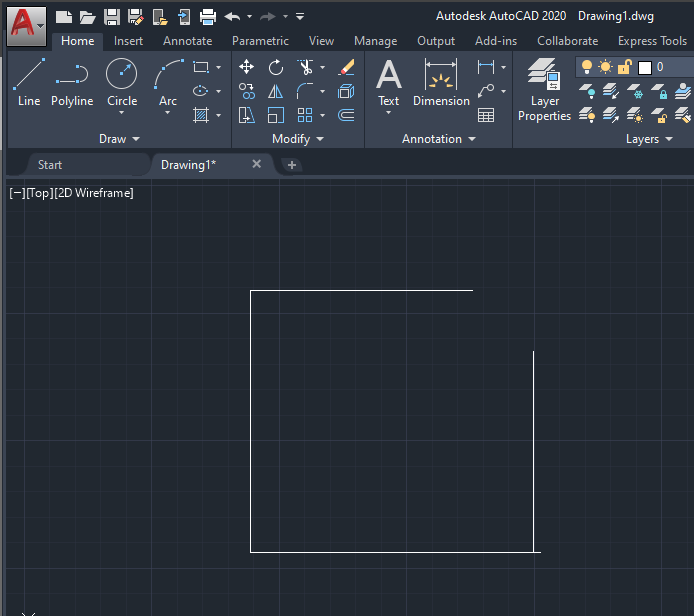 Autodesk AutoCAD 2020 Drawing1.dwg
Home Insert Annotate Parametric View Manage Output Add-ins Collaborate Express Tools
0
Line Polyline Circle Arc Text Dimension Layer Properties
Draw Modify Annotation Layers
Start Drawing1*
[−][Top][2D Wireframe]